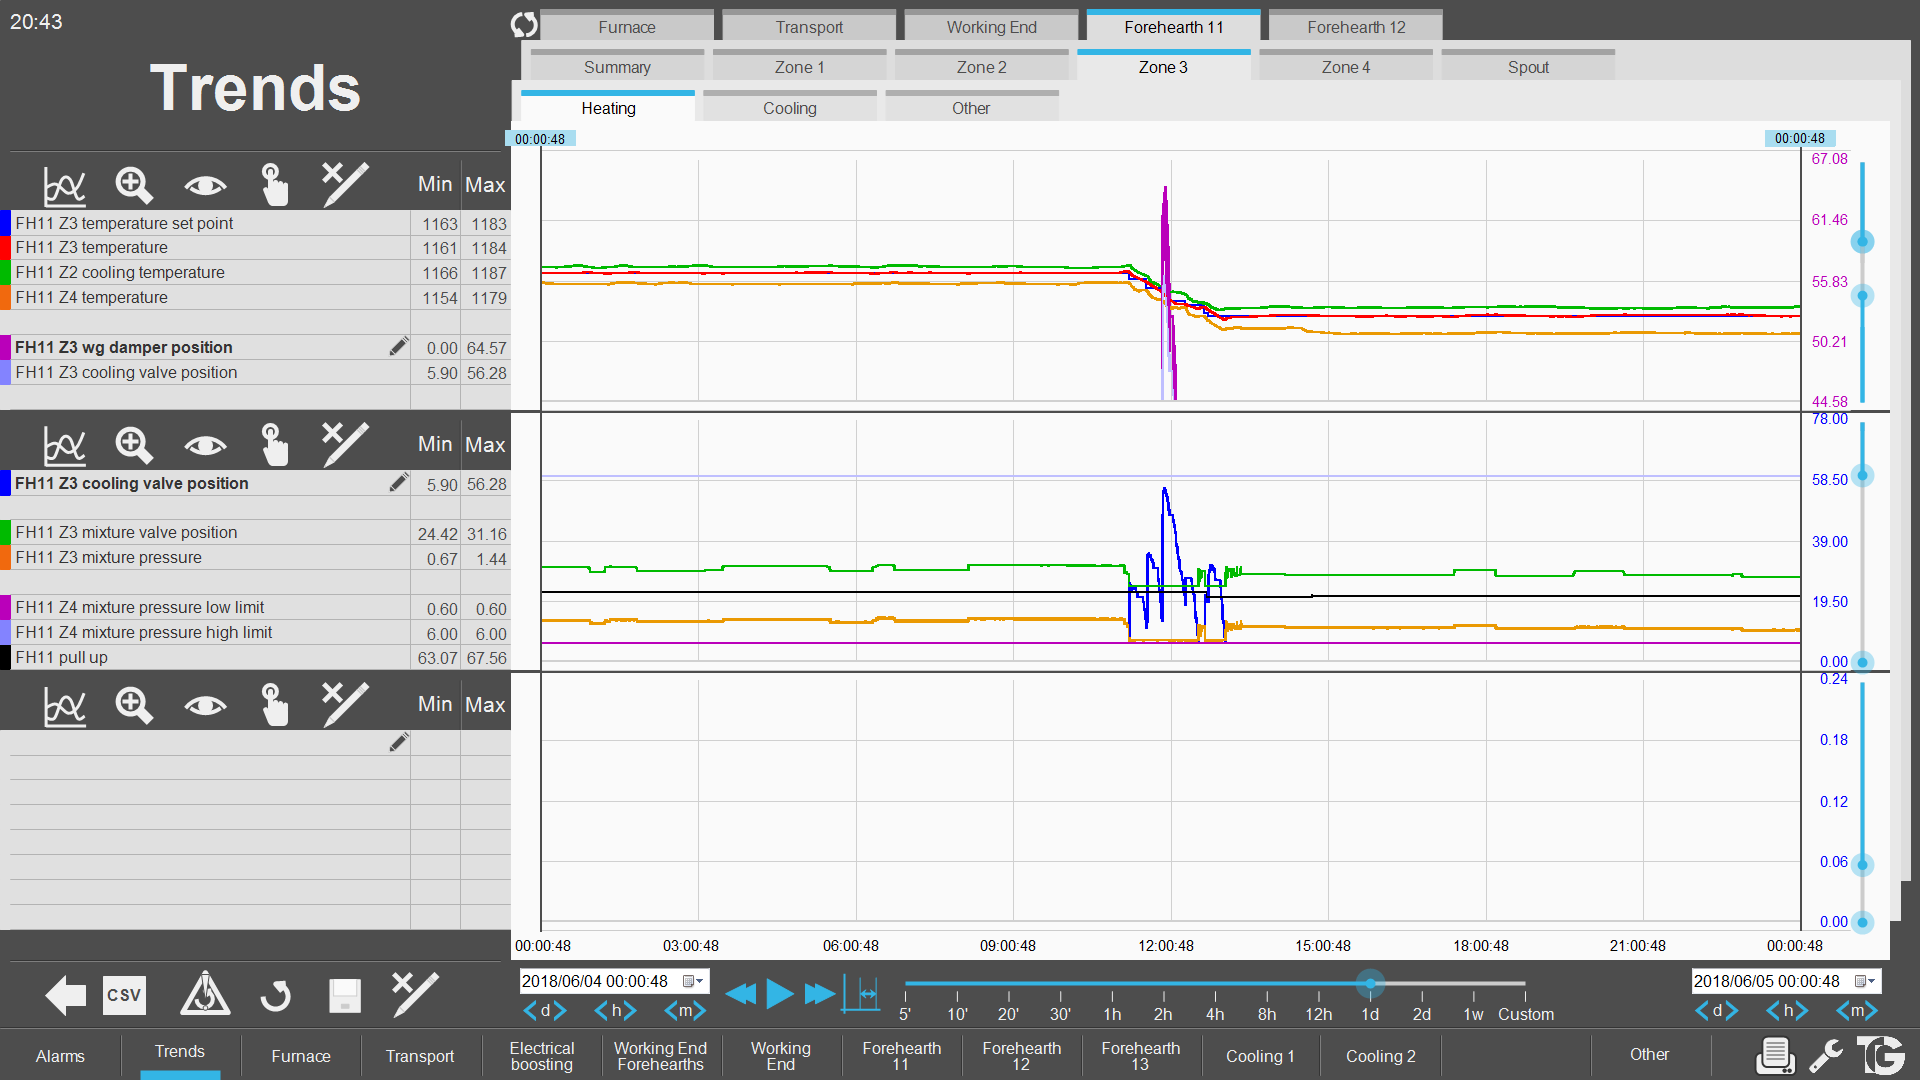 20:43
Trends
Furnace
Transport
Working End
Forehearth 11
Forehearth 12
Summary
Zone 1
Zone 2
Zone 3
Zone 4
Spout
Heating
Cooling
Other
00:00:48
00:00:48
Min Max
FH11 Z3 temperature set point 1163 1183
FH11 Z3 temperature 1161 1184
FH11 Z2 cooling temperature 1166 1187
FH11 Z4 temperature 1154 1179
FH11 Z3 wg damper position 0.00 64.57
FH11 Z3 cooling valve position 5.90 56.28
67.08
61.46
55.83
50.21
44.58
Min Max
FH11 Z3 cooling valve position 5.90 56.28
FH11 Z3 mixture valve position 24.42 31.16
FH11 Z3 mixture pressure 0.67 1.44
FH11 Z4 mixture pressure low limit 0.60 0.60
FH11 Z4 mixture pressure high limit 6.00 6.00
FH11 pull up 63.07 67.56
78.00
58.50
39.00
19.50
0.00
Min Max
0.24
0.18
0.12
0.06
0.00
00:00:48 03:00:48 06:00:48 09:00:48 12:00:48 15:00:48 18:00:48 21:00:48 00:00:48
CSV
2018/06/04 00:00:48
d h m
5' 10' 20' 30' 1h 2h 4h 8h 12h 1d 2d 1w Custom
2018/06/05 00:00:48
d h m
Alarms
Trends
Furnace
Transport
Electrical
boosting
Working End
Forehearths
Working
End
Forehearth
11
Forehearth
12
Forehearth
13
Cooling 1
Cooling 2
Other
TG